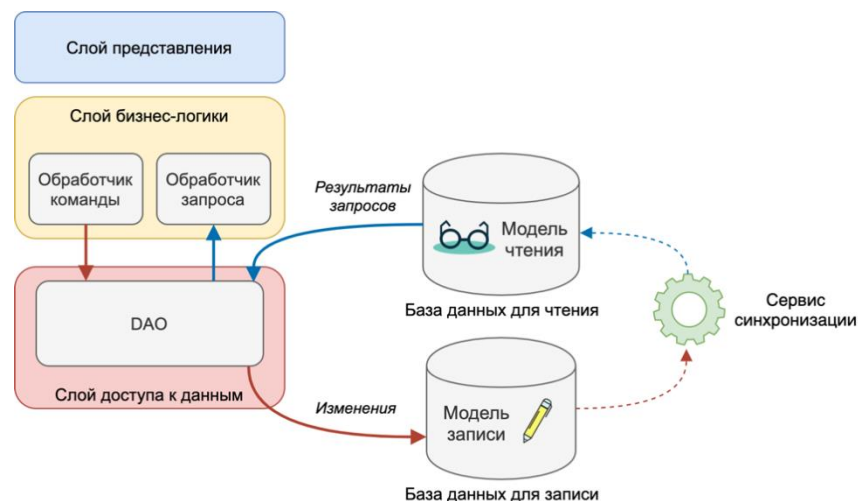 Слой представления
Слой бизнес-логики
Обработчик
команды
Обработчик
запроса
DAO
Слой доступа к данным
Результаты
запросов
Изменения
Модель
чтения
База данных для чтения
Модель
записи
База данных для записи
Сервис
синхронизации